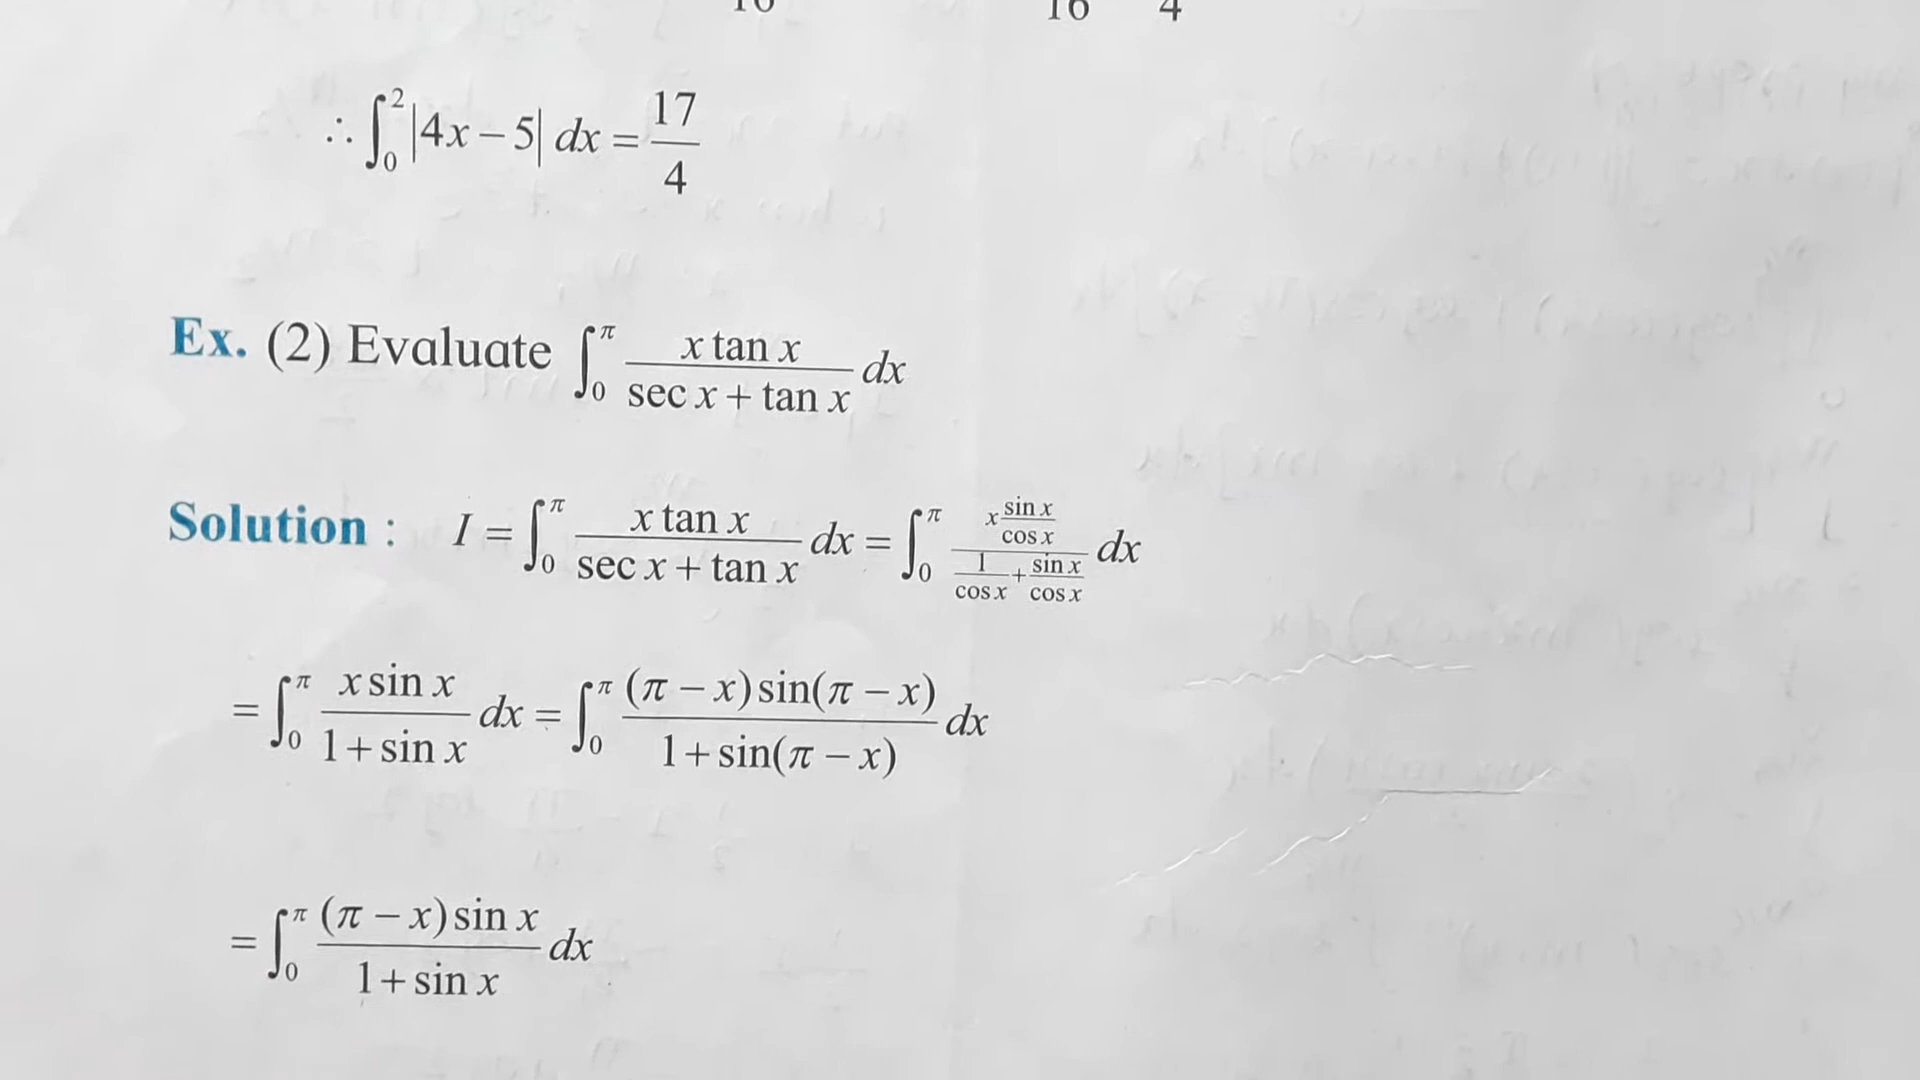 16 4
∴ ∫₀² |4x − 5| dx = 17/4
Ex. (2) Evaluate ∫₀^π (x tan x)/(sec x + tan x) dx
Solution : I = ∫₀^π (x tan x)/(sec x + tan x) dx = ∫₀^π (x (sin x)/(cos x))/((1)/(cos x) + (sin x)/(cos x)) dx
= ∫₀^π (x sin x)/(1 + sin x) dx = ∫₀^π ((π − x) sin(π − x))/(1 + sin(π − x)) dx
= ∫₀^π ((π − x) sin x)/(1 + sin x) dx